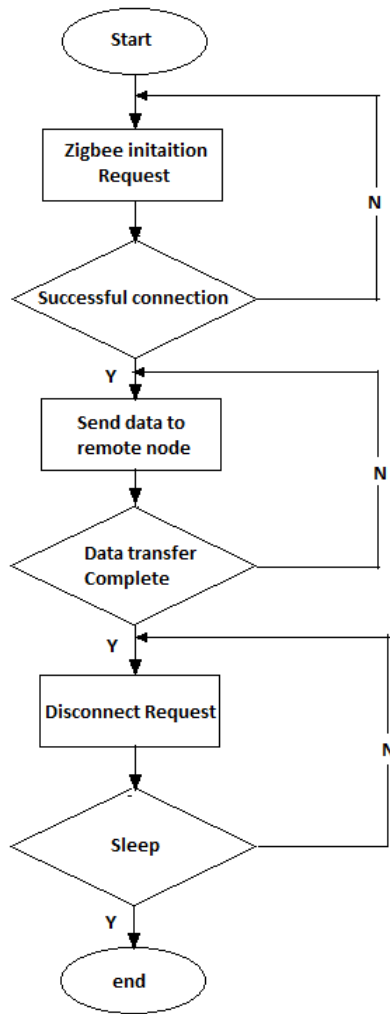 Start
Zigbee initaition
Request
N
Successful connection
Y
Send data to
remote node
N
Data transfer
Complete
Y
Disconnect Request
N
Sleep
Y
end